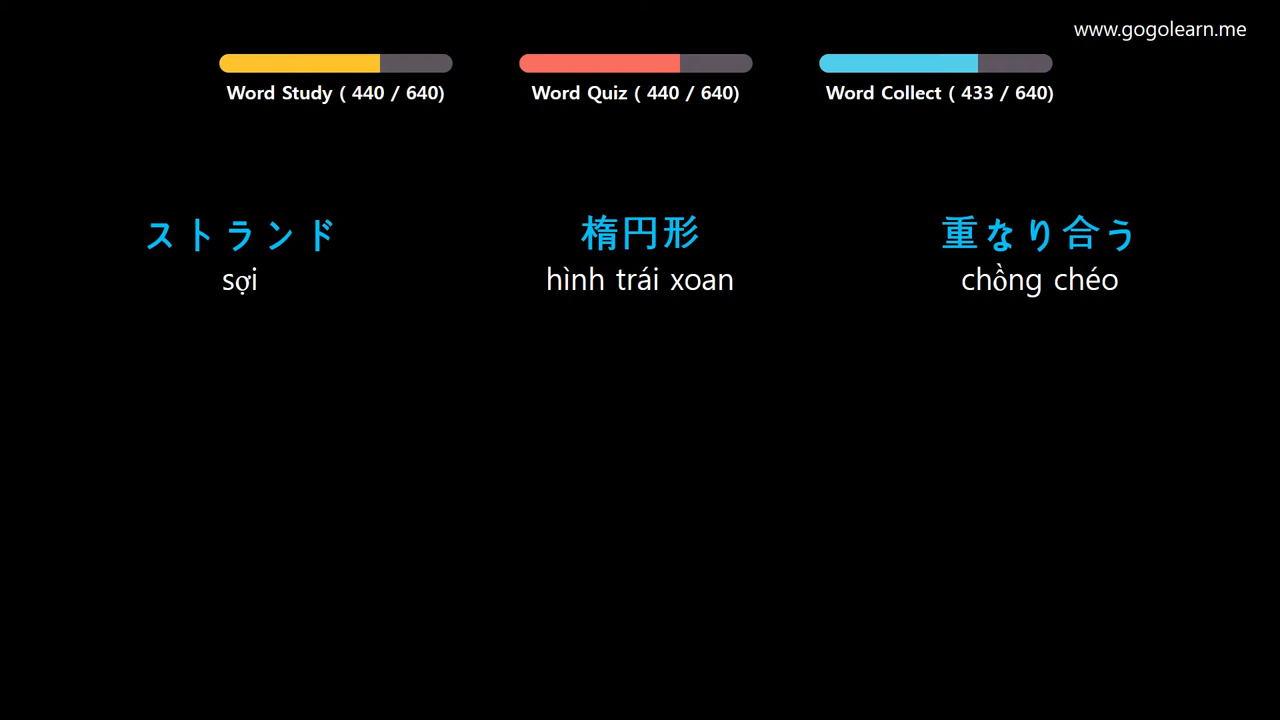 www.gogolearn.me
Word Study ( 440 / 640)
Word Quiz ( 440 / 640)
Word Collect ( 433 / 640)
ストランド
sợi
楕円形
hình trái xoan
重なり合う
chồng chéo